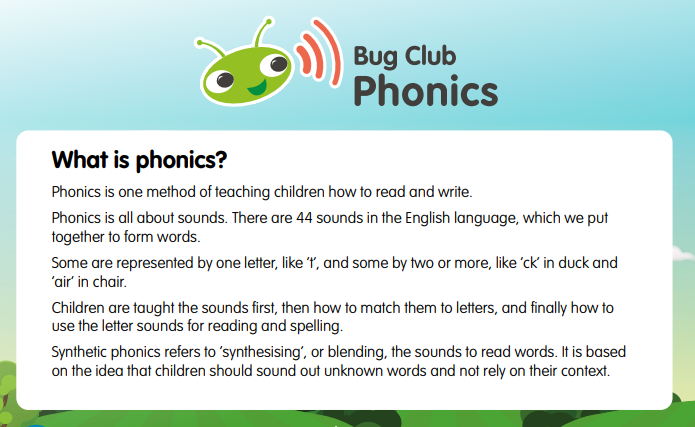 Bug Club
Phonics
What is phonics?
Phonics is one method of teaching children how to read and write.
Phonics is all about sounds. There are 44 sounds in the English language, which we put
together to form words.
Some are represented by one letter, like ‘t’, and some by two or more, like ‘ck’ in duck and
‘air’ in chair.
Children are taught the sounds first, then how to match them to letters, and finally how to
use the letter sounds for reading and spelling.
Synthetic phonics refers to ‘synthesising’, or blending, the sounds to read words. It is based
on the idea that children should sound out unknown words and not rely on their context.